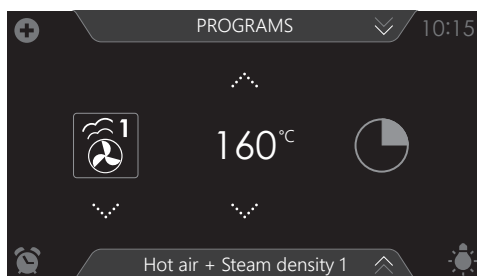 PROGRAMS
10:15
1
160°C
Hot air + Steam density 1